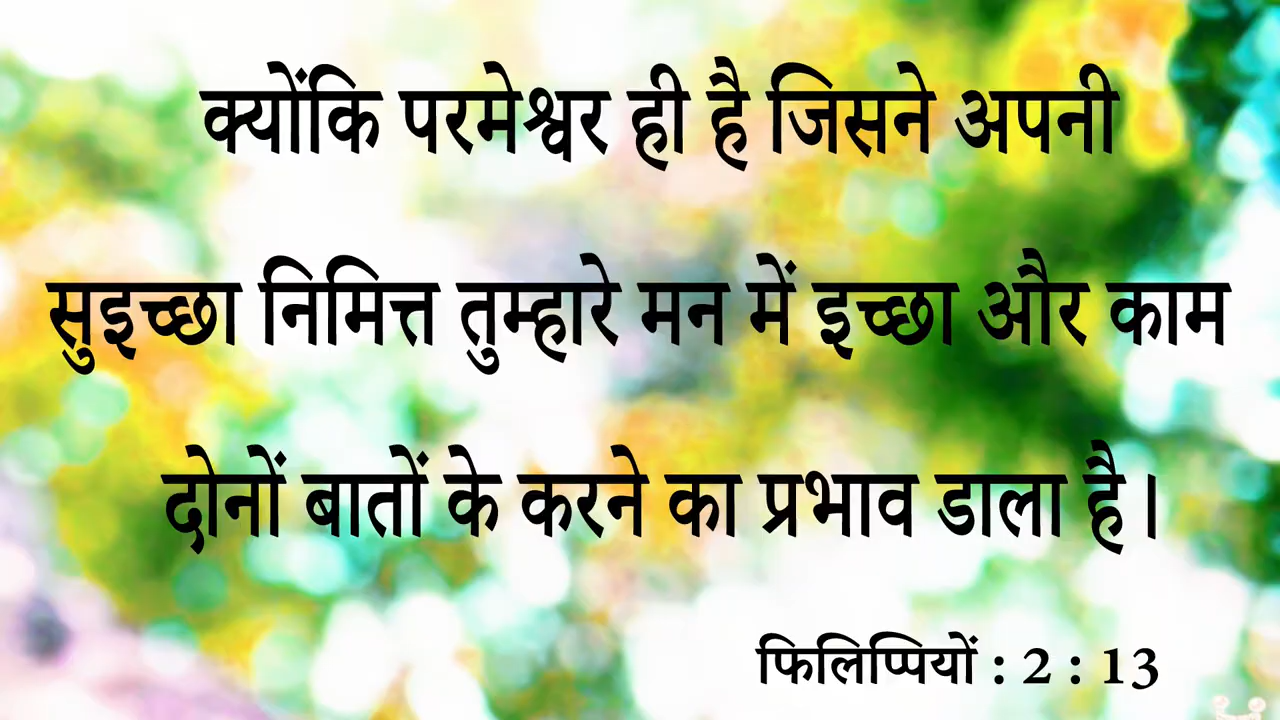 क्योंकि परमेश्वर ही है जिसने अपनी
सुइच्छा निमित्त तुम्हारे मन में इच्छा और काम
दोनों बातों के करने का प्रभाव डाला है।
फिलिप्पियों : 2 : 13